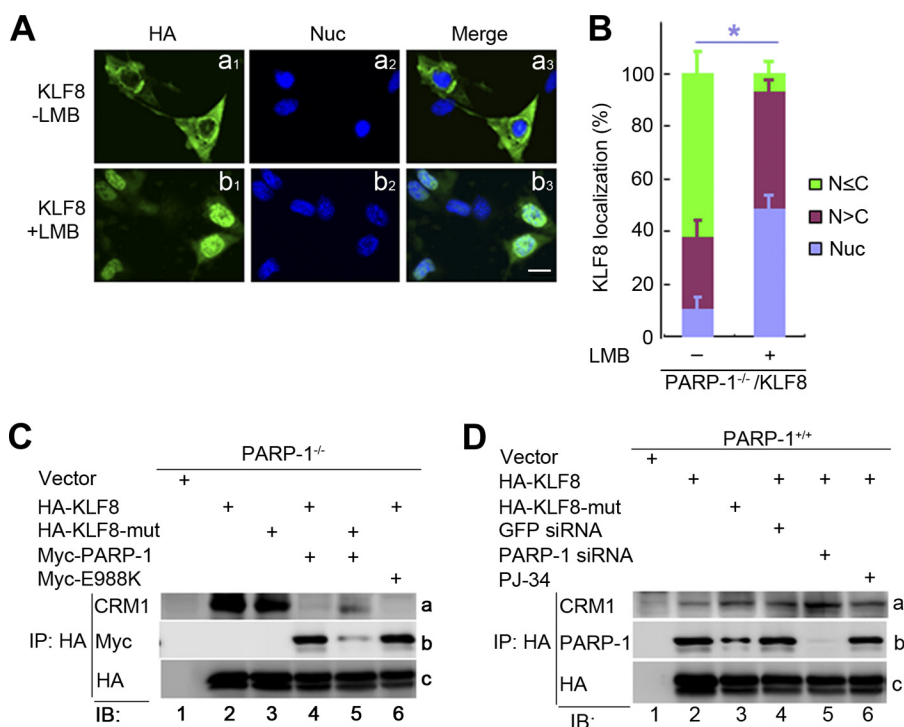 A
HA Nuc Merge
KLF8
-LMB
a1 a2 a3
KLF8
+LMB
b1 b2 b3
B
*
KLF8 localization (%)
100
80
60
40
20
0
N≤C
N>C
Nuc
LMB − +
PARP-1-/- /KLF8
C
PARP-1-/-
Vector +
HA-KLF8 + + +
HA-KLF8-mut + +
Myc-PARP-1 + +
Myc-E988K +
CRM1 a
IP: HA Myc b
HA c
IB: 1 2 3 4 5 6
D
PARP-1+/+
Vector +
HA-KLF8 + + + +
HA-KLF8-mut +
GFP siRNA +
PARP-1 siRNA +
PJ-34 +
CRM1 a
IP: HA PARP-1 b
HA c
IB: 1 2 3 4 5 6